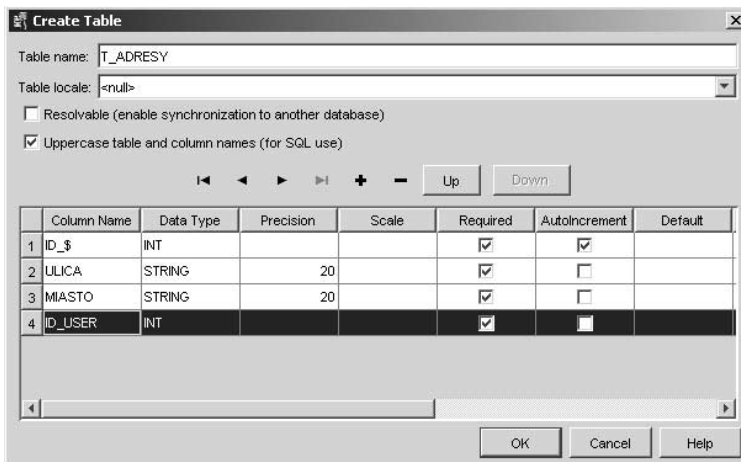 Create Table
Table name: T_ADRESY
Table locale: <null>
Resolvable (enable synchronization to another database)
Uppercase table and column names (for SQL use)
Up Down
Column Name Data Type Precision Scale Required AutoIncrement Default
1 ID_$ INT
2 ULICA STRING 20
3 MIASTO STRING 20
4 ID_USER INT
OK Cancel Help